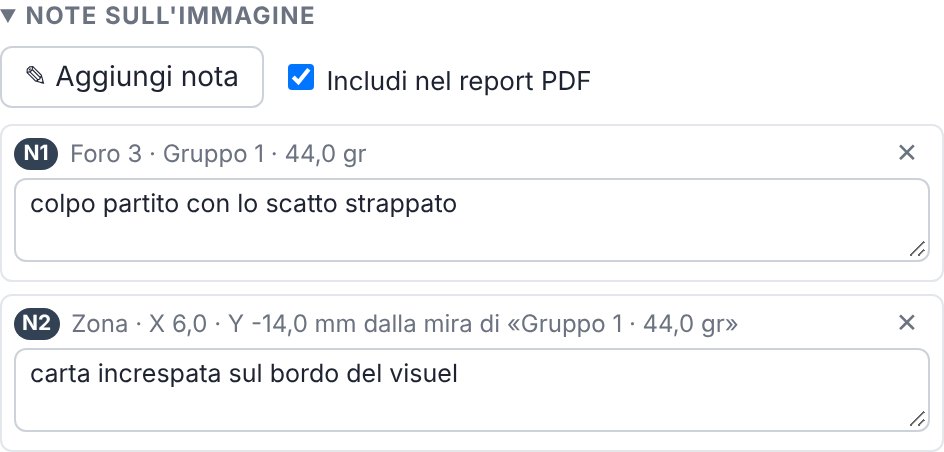 ▼ NOTE SULL'IMMAGINE
✎ Aggiungi nota
Includi nel report PDF
N1 Foro 3 · Gruppo 1 · 44,0 gr ✕
colpo partito con lo scatto strappato
N2 Zona · X 6,0 · Y -14,0 mm dalla mira di «Gruppo 1 · 44,0 gr» ✕
carta increspata sul bordo del visuel